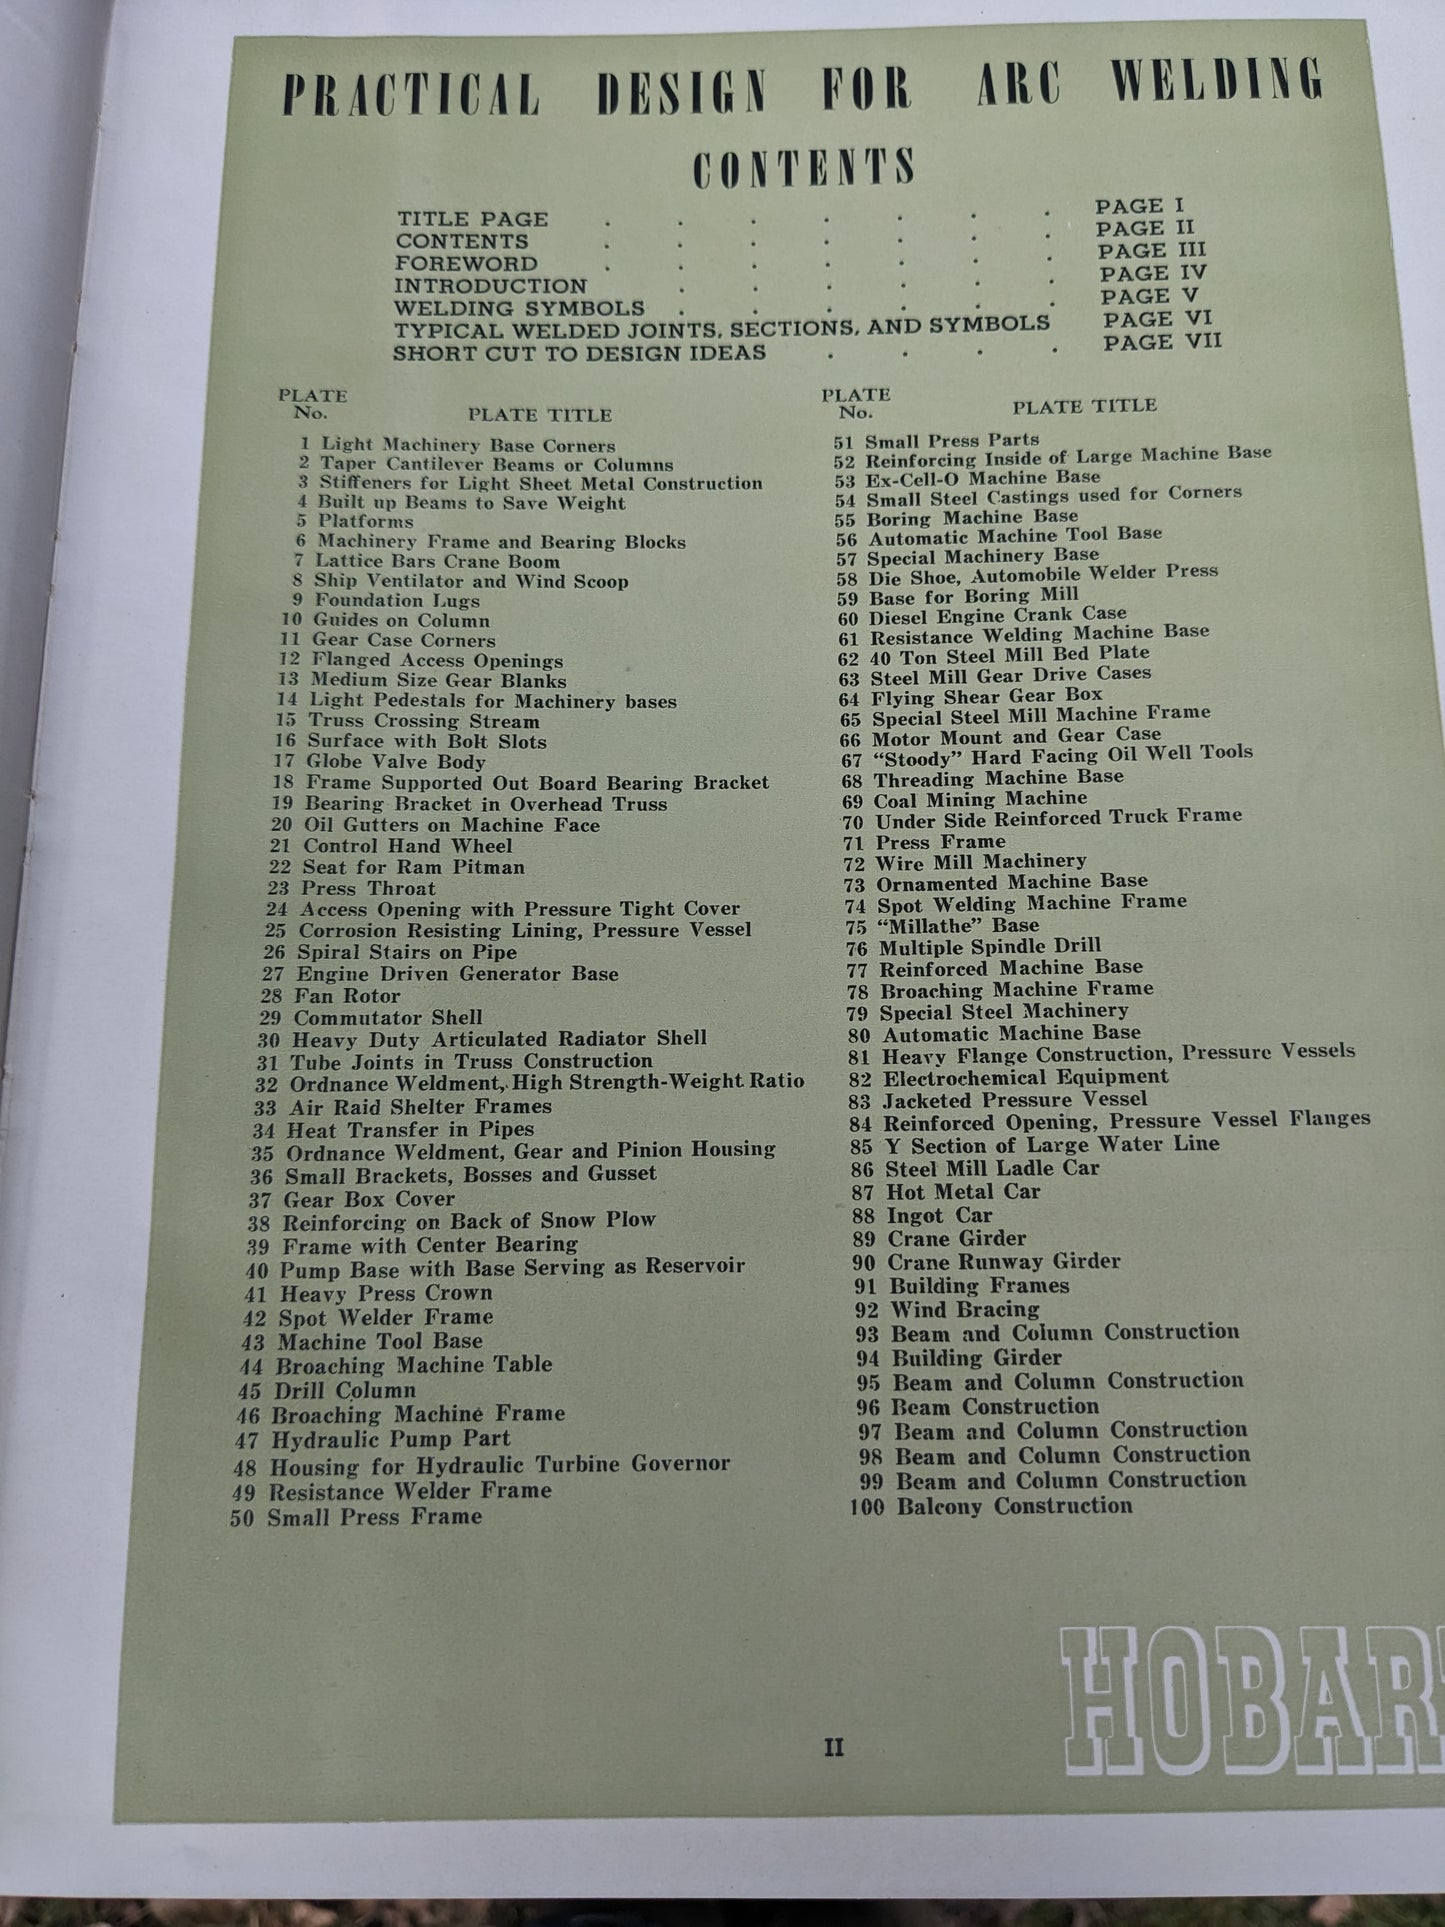 PRACTICAL DESIGN FOR ARC WELDING
CONTENTS
TITLE PAGE . . . . . . . PAGE I
CONTENTS . . . . . . . PAGE II
FOREWORD . . . . . . . PAGE III
INTRODUCTION . . . . . . PAGE IV
WELDING SYMBOLS . . . . . . PAGE V
TYPICAL WELDED JOINTS, SECTIONS, AND SYMBOLS PAGE VI
SHORT CUT TO DESIGN IDEAS . . . . PAGE VII
PLATE
No. PLATE TITLE
1 Light Machinery Base Corners
2 Taper Cantilever Beams or Columns
3 Stiffeners for Light Sheet Metal Construction
4 Built up Beams to Save Weight
5 Platforms
6 Machinery Frame and Bearing Blocks
7 Lattice Bars Crane Boom
8 Ship Ventilator and Wind Scoop
9 Foundation Lugs
10 Guides on Column
11 Gear Case Corners
12 Flanged Access Openings
13 Medium Size Gear Blanks
14 Light Pedestals for Machinery bases
15 Truss Crossing Stream
16 Surface with Bolt Slots
17 Globe Valve Body
18 Frame Supported Out Board Bearing Bracket
19 Bearing Bracket in Overhead Truss
20 Oil Gutters on Machine Face
21 Control Hand Wheel
22 Seat for Ram Pitman
23 Press Throat
24 Access Opening with Pressure Tight Cover
25 Corrosion Resisting Lining, Pressure Vessel
26 Spiral Stairs on Pipe
27 Engine Driven Generator Base
28 Fan Rotor
29 Commutator Shell
30 Heavy Duty Articulated Radiator Shell
31 Tube Joints in Truss Construction
32 Ordnance Weldment, High Strength-Weight Ratio
33 Air Raid Shelter Frames
34 Heat Transfer in Pipes
35 Ordnance Weldment, Gear and Pinion Housing
36 Small Brackets, Bosses and Gusset
37 Gear Box Cover
38 Reinforcing on Back of Snow Plow
39 Frame with Center Bearing
40 Pump Base with Base Serving as Reservoir
41 Heavy Press Crown
42 Spot Welder Frame
43 Machine Tool Base
44 Broaching Machine Table
45 Drill Column
46 Broaching Machine Frame
47 Hydraulic Pump Part
48 Housing for Hydraulic Turbine Governor
49 Resistance Welder Frame
50 Small Press Frame
PLATE
No. PLATE TITLE
51 Small Press Parts
52 Reinforcing Inside of Large Machine Base
53 Ex-Cell-O Machine Base
54 Small Steel Castings used for Corners
55 Boring Machine Base
56 Automatic Machine Tool Base
57 Special Machinery Base
58 Die Shoe, Automobile Welder Press
59 Base for Boring Mill
60 Diesel Engine Crank Case
61 Resistance Welding Machine Base
62 40 Ton Steel Mill Bed Plate
63 Steel Mill Gear Drive Cases
64 Flying Shear Gear Box
65 Special Steel Mill Machine Frame
66 Motor Mount and Gear Case
67 “Stoody” Hard Facing Oil Well Tools
68 Threading Machine Base
69 Coal Mining Machine
70 Under Side Reinforced Truck Frame
71 Press Frame
72 Wire Mill Machinery
73 Ornamented Machine Base
74 Spot Welding Machine Frame
75 “Millathe” Base
76 Multiple Spindle Drill
77 Reinforced Machine Base
78 Broaching Machine Frame
79 Special Steel Machinery
80 Automatic Machine Base
81 Heavy Flange Construction, Pressure Vessels
82 Electrochemical Equipment
83 Jacketed Pressure Vessel
84 Reinforced Opening, Pressure Vessel Flanges
85 Y Section of Large Water Line
86 Steel Mill Ladle Car
87 Hot Metal Car
88 Ingot Car
89 Crane Girder
90 Crane Runway Girder
91 Building Frames
92 Wind Bracing
93 Beam and Column Construction
94 Building Girder
95 Beam and Column Construction
96 Beam Construction
97 Beam and Column Construction
98 Beam and Column Construction
99 Beam and Column Construction
100 Balcony Construction
HOBART
II